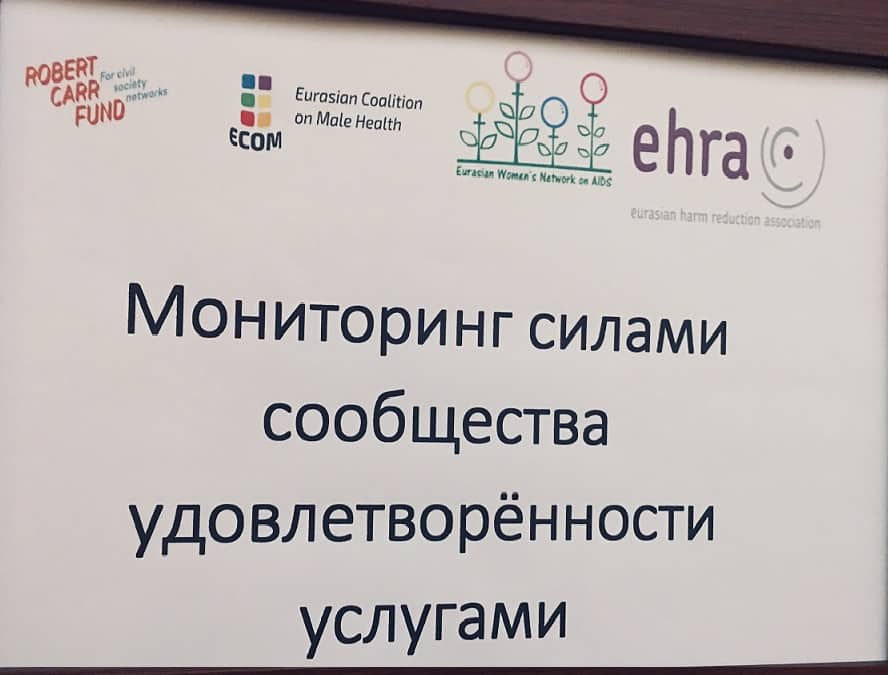 ROBERT
CARR
FUND
For civil
society
networks
ECOM
Eurasian Coalition
on Male Health
Eurasian Women's Network on AIDS
ehra
eurasian harm reduction association
Мониторинг силами
сообщества
удовлетворённости
услугами